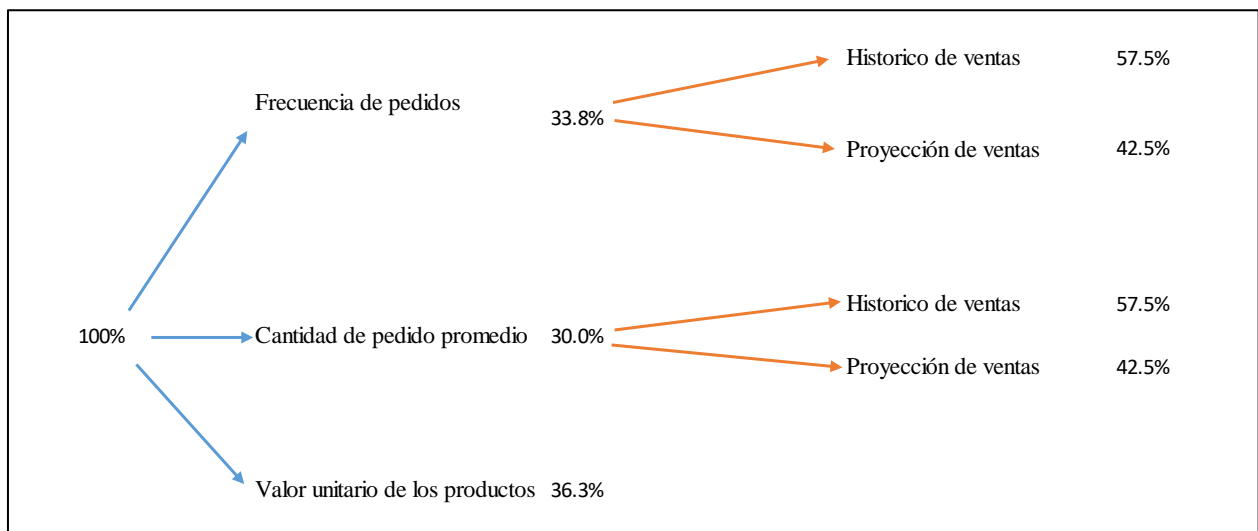 Historico de ventas 57.5%
Frecuencia de pedidos 33.8%
Proyección de ventas 42.5%
Historico de ventas 57.5%
100% Cantidad de pedido promedio 30.0%
Proyección de ventas 42.5%
Valor unitario de los productos 36.3%